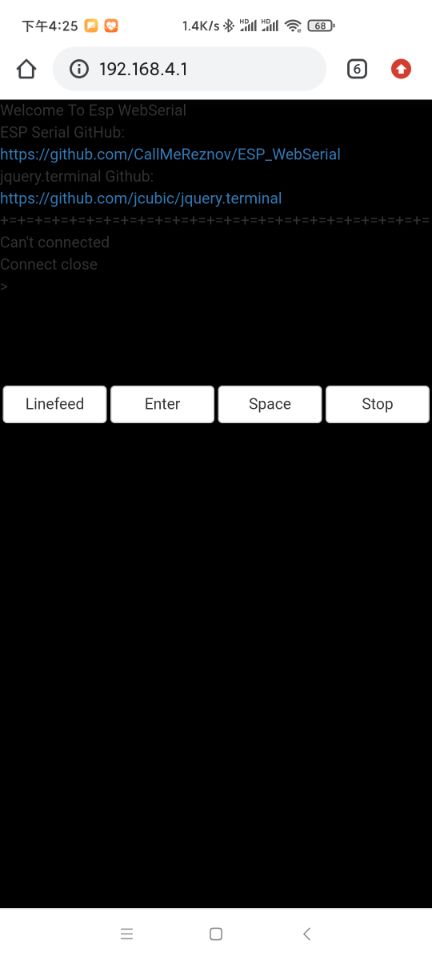 下午4:25
1.4K/s
HD
HD
68
192.168.4.1
6
Welcome To Esp WebSerial
ESP Serial GitHub:
https://github.com/CallMeReznov/ESP_WebSerial
jquery.terminal Github:
https://github.com/jcubic/jquery.terminal
+=+=+=+=+=+=+=+=+=+=+=+=+=+=+=+=+=+=+=+=+=+=+=+=+=
Can't connected
Connect close
>
Linefeed
Enter
Space
Stop